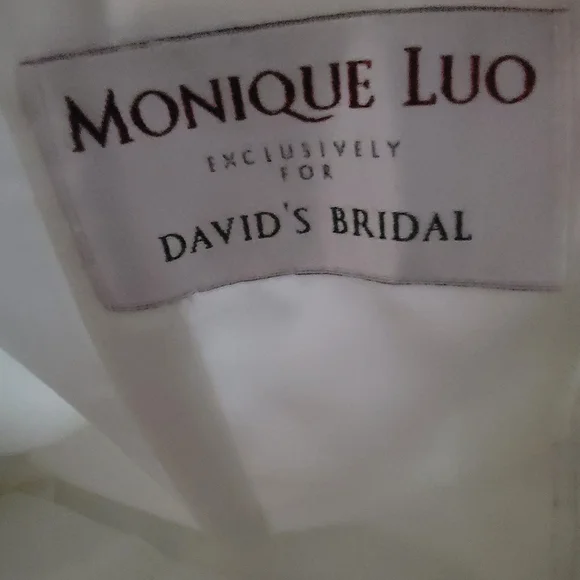 MONIQUE LUO
EXCLUSIVELY
FOR
DAVID'S BRIDAL